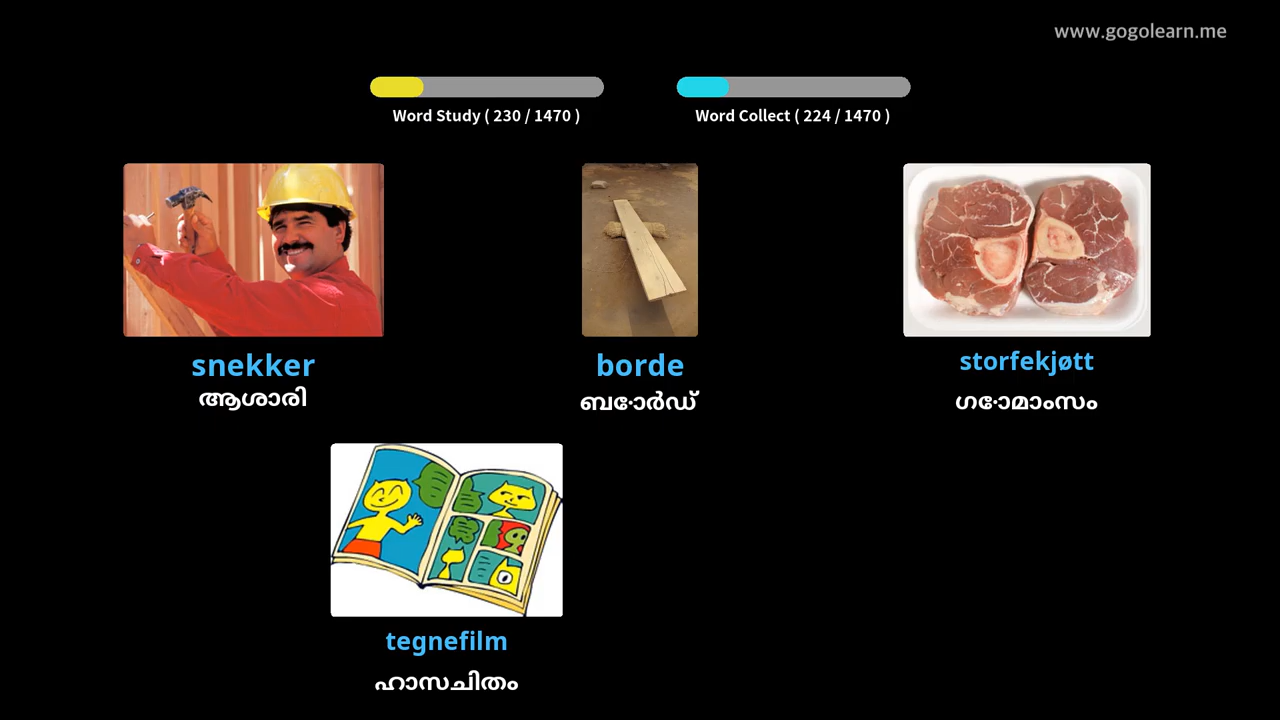 www.gogolearn.me
Word Study ( 230 / 1470 )
Word Collect ( 224 / 1470 )
snekker
ആശാരി
borde
ബോർഡ്
storfekjøtt
ഗോമാംസം
tegnefilm
ഹാസചിതം